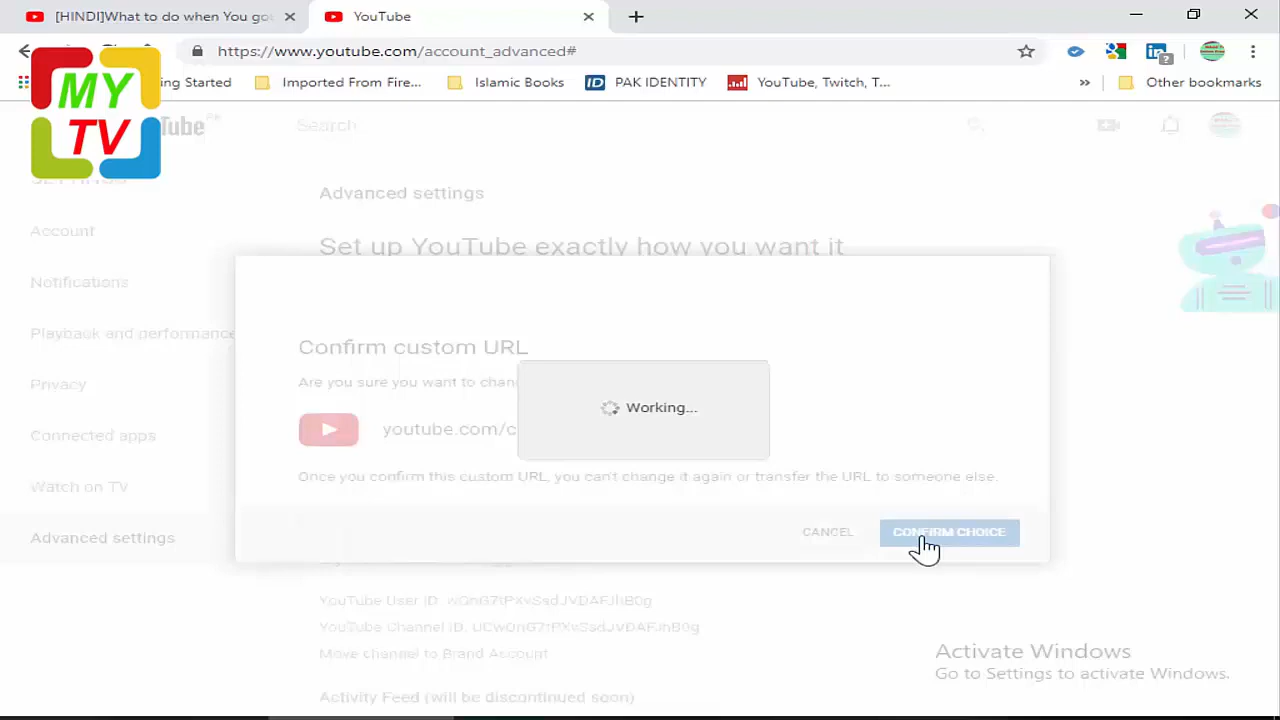 [HINDI]What to do when You go
YouTube
https://www.youtube.com/account_advanced#
ing Started
Imported From Fire...
Islamic Books
ID
PAK IDENTITY
YouTube, Twitch, T...
»
Other bookmarks
MY
TV
Tube
Search
SETTINGS
Advanced settings
Account
Set up YouTube exactly how you want it
Notifications
Playback and performance
Privacy
Connected apps
Watch on TV
Advanced settings
Confirm custom URL
Are you sure you want to chan
Working...
youtube.com/c
Once you confirm this custom URL, you can't change it again or transfer the URL to someone else.
CANCEL
CONFIRM CHOICE
YouTube User ID:
YouTube Channel ID:
Move channel to Brand Account
Activity Feed (will be discontinued soon)
Activate Windows
Go to Settings to activate Windows.